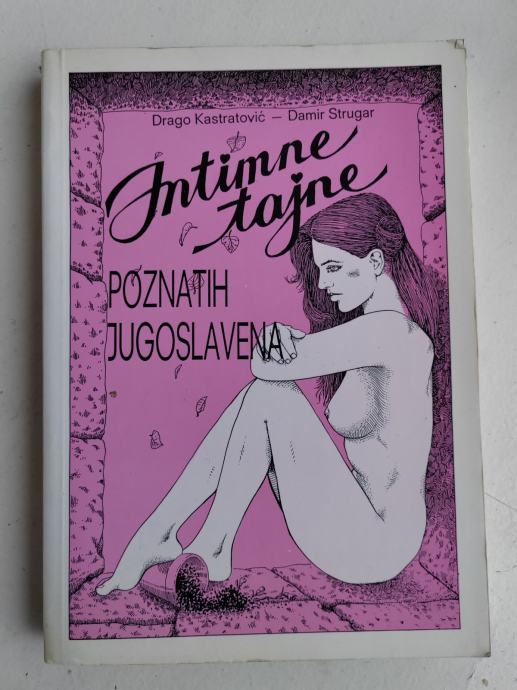 Drago Kastratović – Damir Strugar
Intimne
tajne
POZNATIH
JUGOSLAVENA